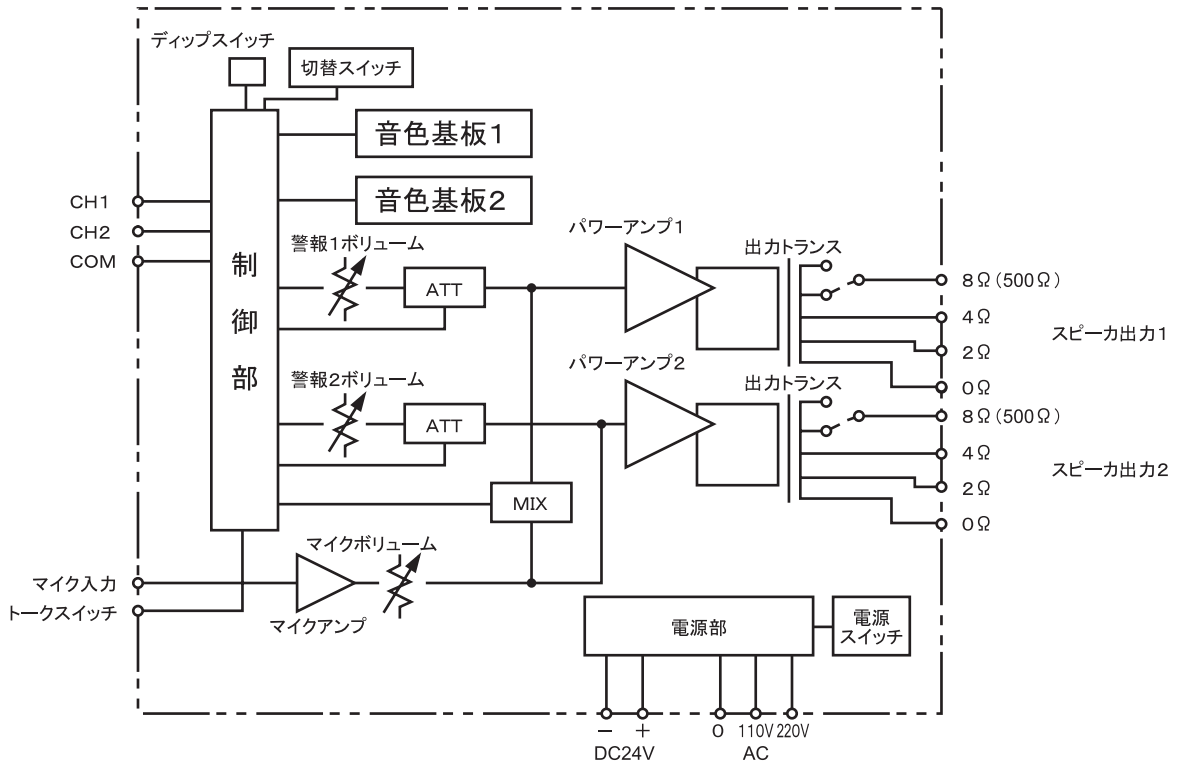 ディップスイッチ
切替スイッチ
音色基板1
音色基板2
CH1
CH2
COM
制
御
部
警報1ボリューム
ATT
パワーアンプ1
出力トランス
8Ω(500Ω)
4Ω
2Ω
0Ω
スピーカ出力1
警報2ボリューム
ATT
パワーアンプ2
出力トランス
8Ω(500Ω)
4Ω
2Ω
0Ω
スピーカ出力2
MIX
マイクボリューム
マイク入力
トークスイッチ
マイクアンプ
電源部
電源
スイッチ
− +
DC24V
0 110V 220V
AC